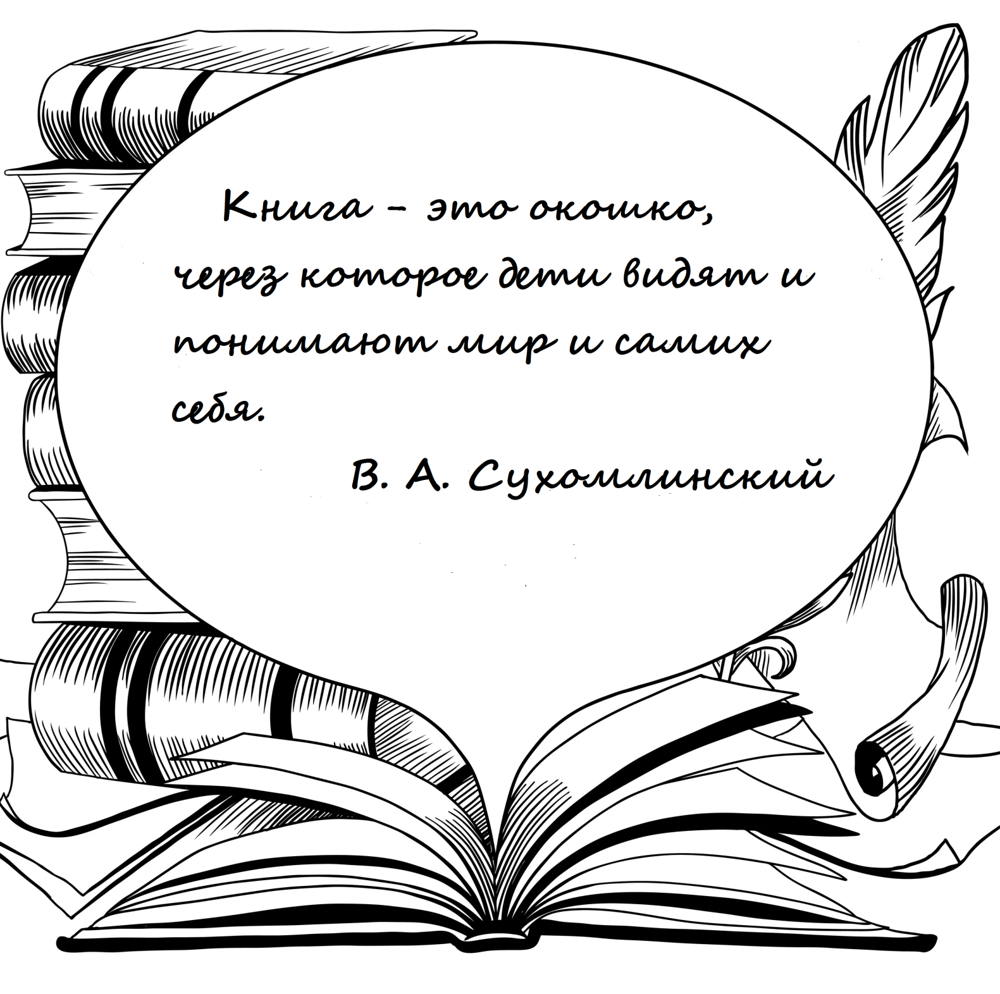 Книга - это окошко,
через которое дети видят и
понимают мир и самих
себя.
В. А. Сухомлинский